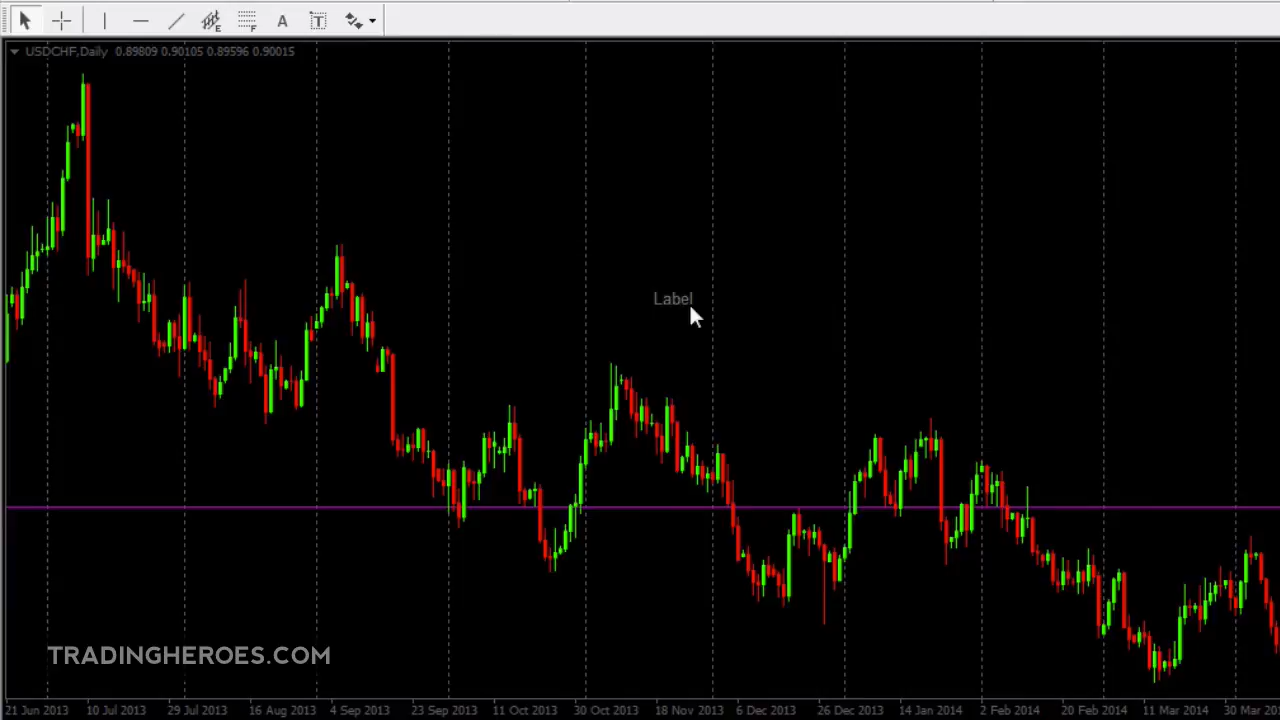 E F A T
USDCHF,Daily 0.89809 0.90105 0.89596 0.90015
Label
TRADINGHEROES.COM
21 Jun 2013 10 Jul 2013 29 Jul 2013 16 Aug 2013 4 Sep 2013 23 Sep 2013 11 Oct 2013 30 Oct 2013 18 Nov 2013 6 Dec 2013 26 Dec 2013 14 Jan 2014 2 Feb 2014 20 Feb 2014 11 Mar 2014 30 Mar 20